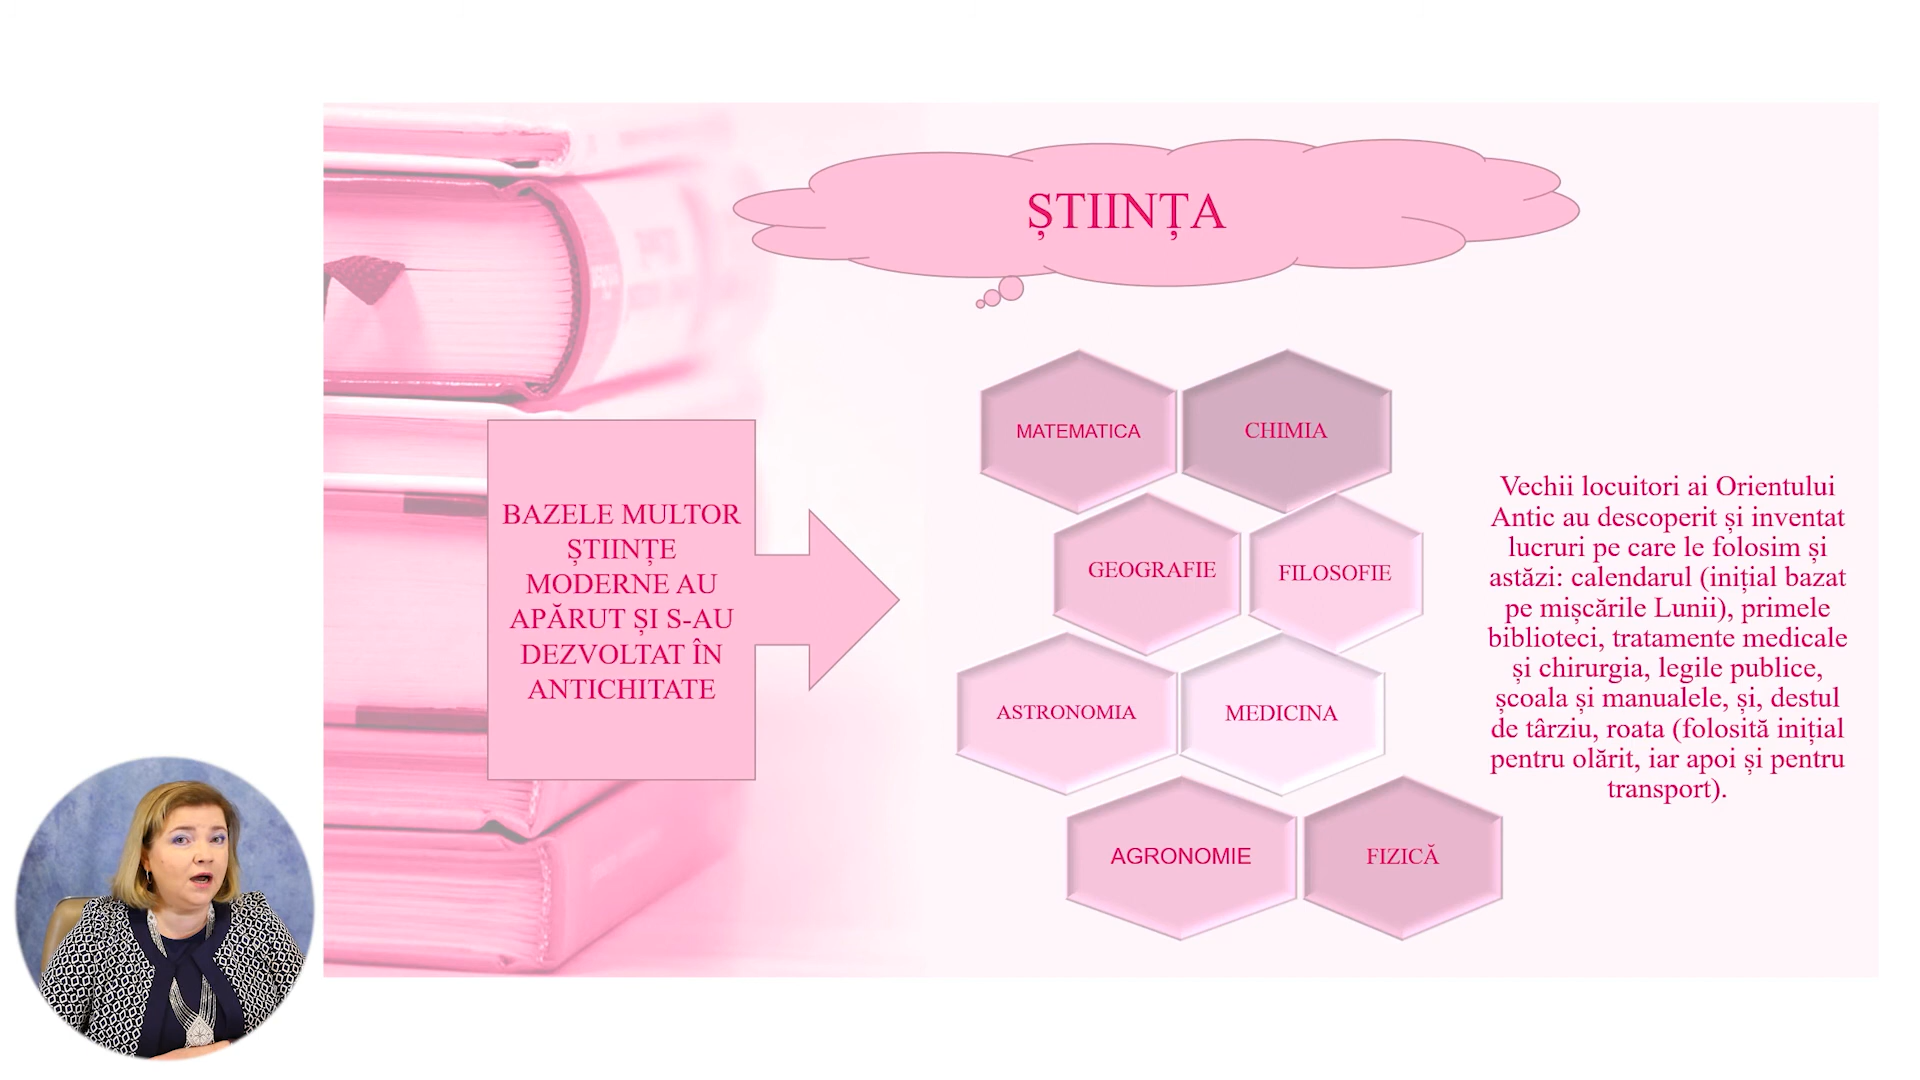 ȘTIINȚA
BAZELE MULTOR
ȘTIINȚE
MODERNE AU
APĂRUT ȘI S-AU
DEZVOLTAT ÎN
ANTICHITATE
MATEMATICA
CHIMIA
GEOGRAFIE
FILOSOFIE
ASTRONOMIA
MEDICINA
AGRONOMIE
FIZICĂ
Vechii locuitori ai Orientului
Antic au descoperit și inventat
lucruri pe care le folosim și
astăzi: calendarul (inițial bazat
pe mișcările Lunii), primele
biblioteci, tratamente medicale
și chirurgia, legile publice,
școala și manualele, și, destul
de târziu, roata (folosită inițial
pentru olărit, iar apoi și pentru
transport).